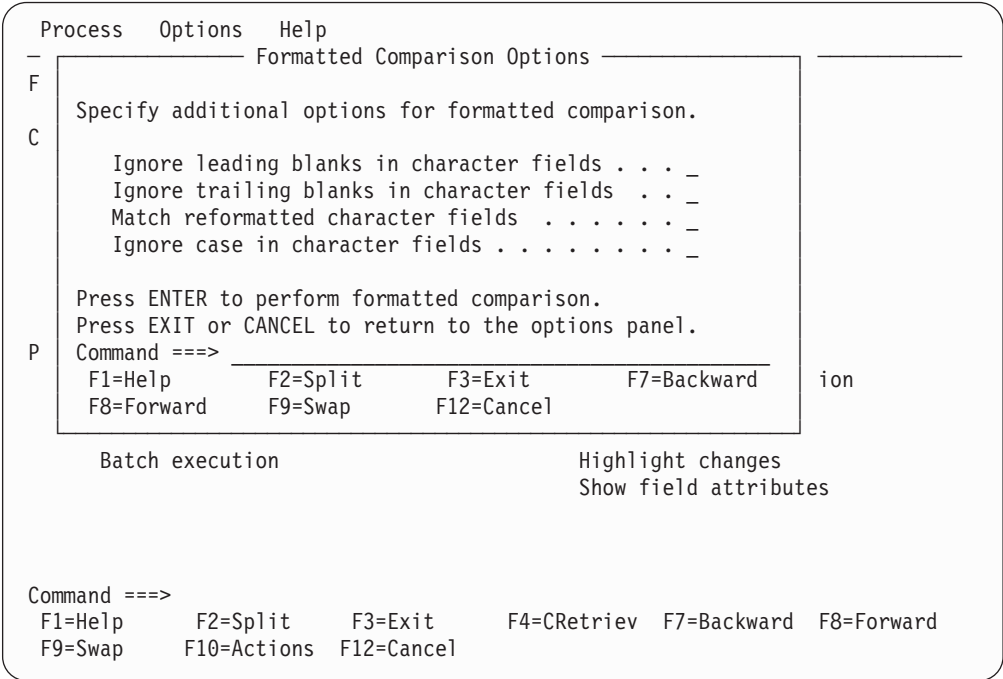 Process Options Help
Formatted Comparison Options
F
Specify additional options for formatted comparison.
C
Ignore leading blanks in character fields . . . _
Ignore trailing blanks in character fields . . _
Match reformatted character fields . . . . . . _
Ignore case in character fields . . . . . . . . _
Press ENTER to perform formatted comparison.
Press EXIT or CANCEL to return to the options panel.
P Command ===> ______________________________________________
F1=Help F2=Split F3=Exit F7=Backward ion
F8=Forward F9=Swap F12=Cancel
Batch execution Highlight changes
Show field attributes
Command ===>
F1=Help F2=Split F3=Exit F4=CRetriev F7=Backward F8=Forward
F9=Swap F10=Actions F12=Cancel